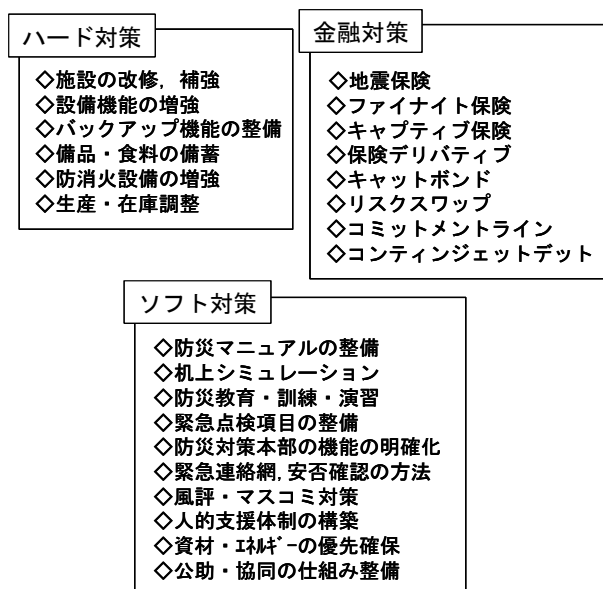 ハード対策
◇施設の改修, 補強
◇設備機能の増強
◇バックアップ機能の整備
◇備品・食料の備蓄
◇防消火設備の増強
◇生産・在庫調整
金融対策
◇地震保険
◇ファイナイト保険
◇キャプティブ保険
◇保険デリバティブ
◇キャットボンド
◇リスクスワップ
◇コミットメントライン
◇コンティンジェットデット
ソフト対策
◇防災マニュアルの整備
◇机上シミュレーション
◇防災教育・訓練・演習
◇緊急点検項目の整備
◇防災対策本部の機能の明確化
◇緊急連絡網, 安否確認の方法
◇風評・マスコミ対策
◇人的支援体制の構築
◇資材・ｴﾈﾙｷﾞｰの優先確保
◇公助・協同の仕組み整備